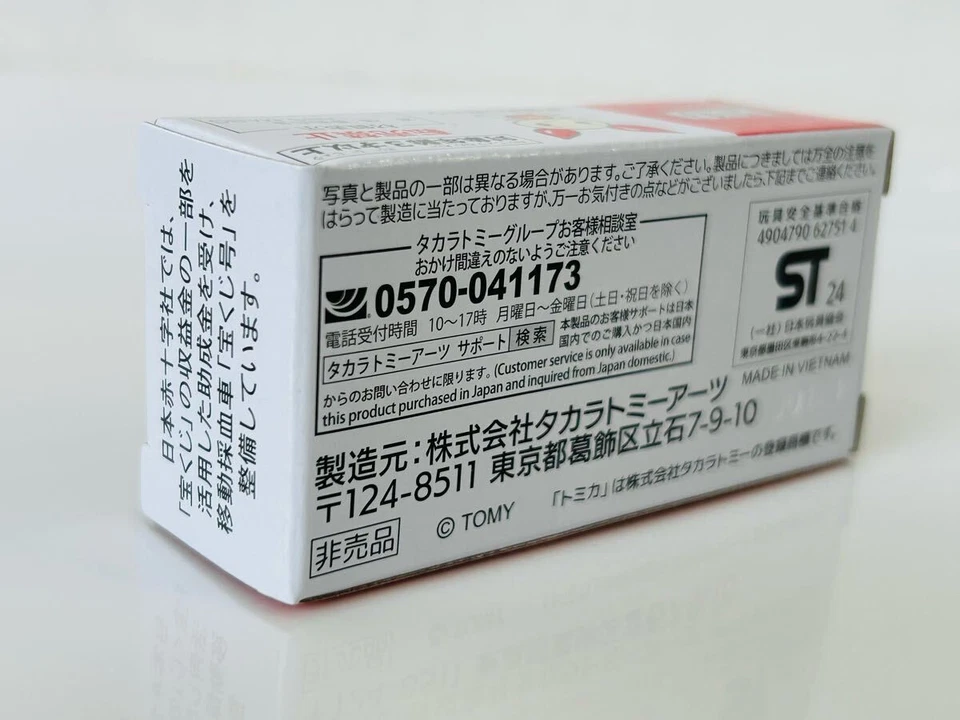 日本赤十字社では、
「宝くじ」の収益金の一部を
活用した助成金を受け、
移動採血車「宝くじ号」を
整備しています。
写真と製品の一部は異なる場合があります。ご了承ください。製品につきましては万全の注意を
はらって製造に当たっておりますが、万一お気付きの点などがございましたら、下記までご連絡ください。
タカラトミーグループお客様相談室
おかけ間違えのないようご注意ください
0570-041173
電話受付時間 10～17時 月曜日～金曜日(土日・祝日を除く)
タカラトミーアーツ サポート 検索
本製品のお客様サポートは日本
国内でのご購入かつ日本国内
からのお問い合わせに限ります。(Customer service is only available in case
this product purchased in Japan and inquired from Japan domestic.)
玩具安全基準合格
4904790 62751 4
ST 24
(一社)日本玩具協会
東京都墨田区東駒形4-22-4
MADE IN VIETNAM
製造元：株式会社タカラトミーアーツ
〒124-8511 東京都葛飾区立石7-9-10
非売品
© TOMY
「トミカ」は株式会社タカラトミーの登録商標です。